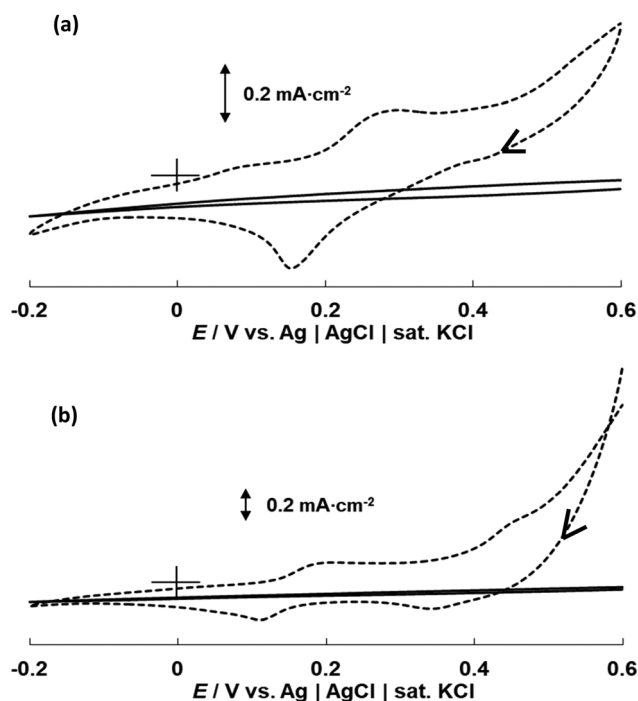 (a)
0.2 mA·cm-2
-0.2 0 0.2 0.4 0.6
E / V vs. Ag | AgCl | sat. KCl
(b)
0.2 mA·cm-2
-0.2 0 0.2 0.4 0.6
E / V vs. Ag | AgCl | sat. KCl